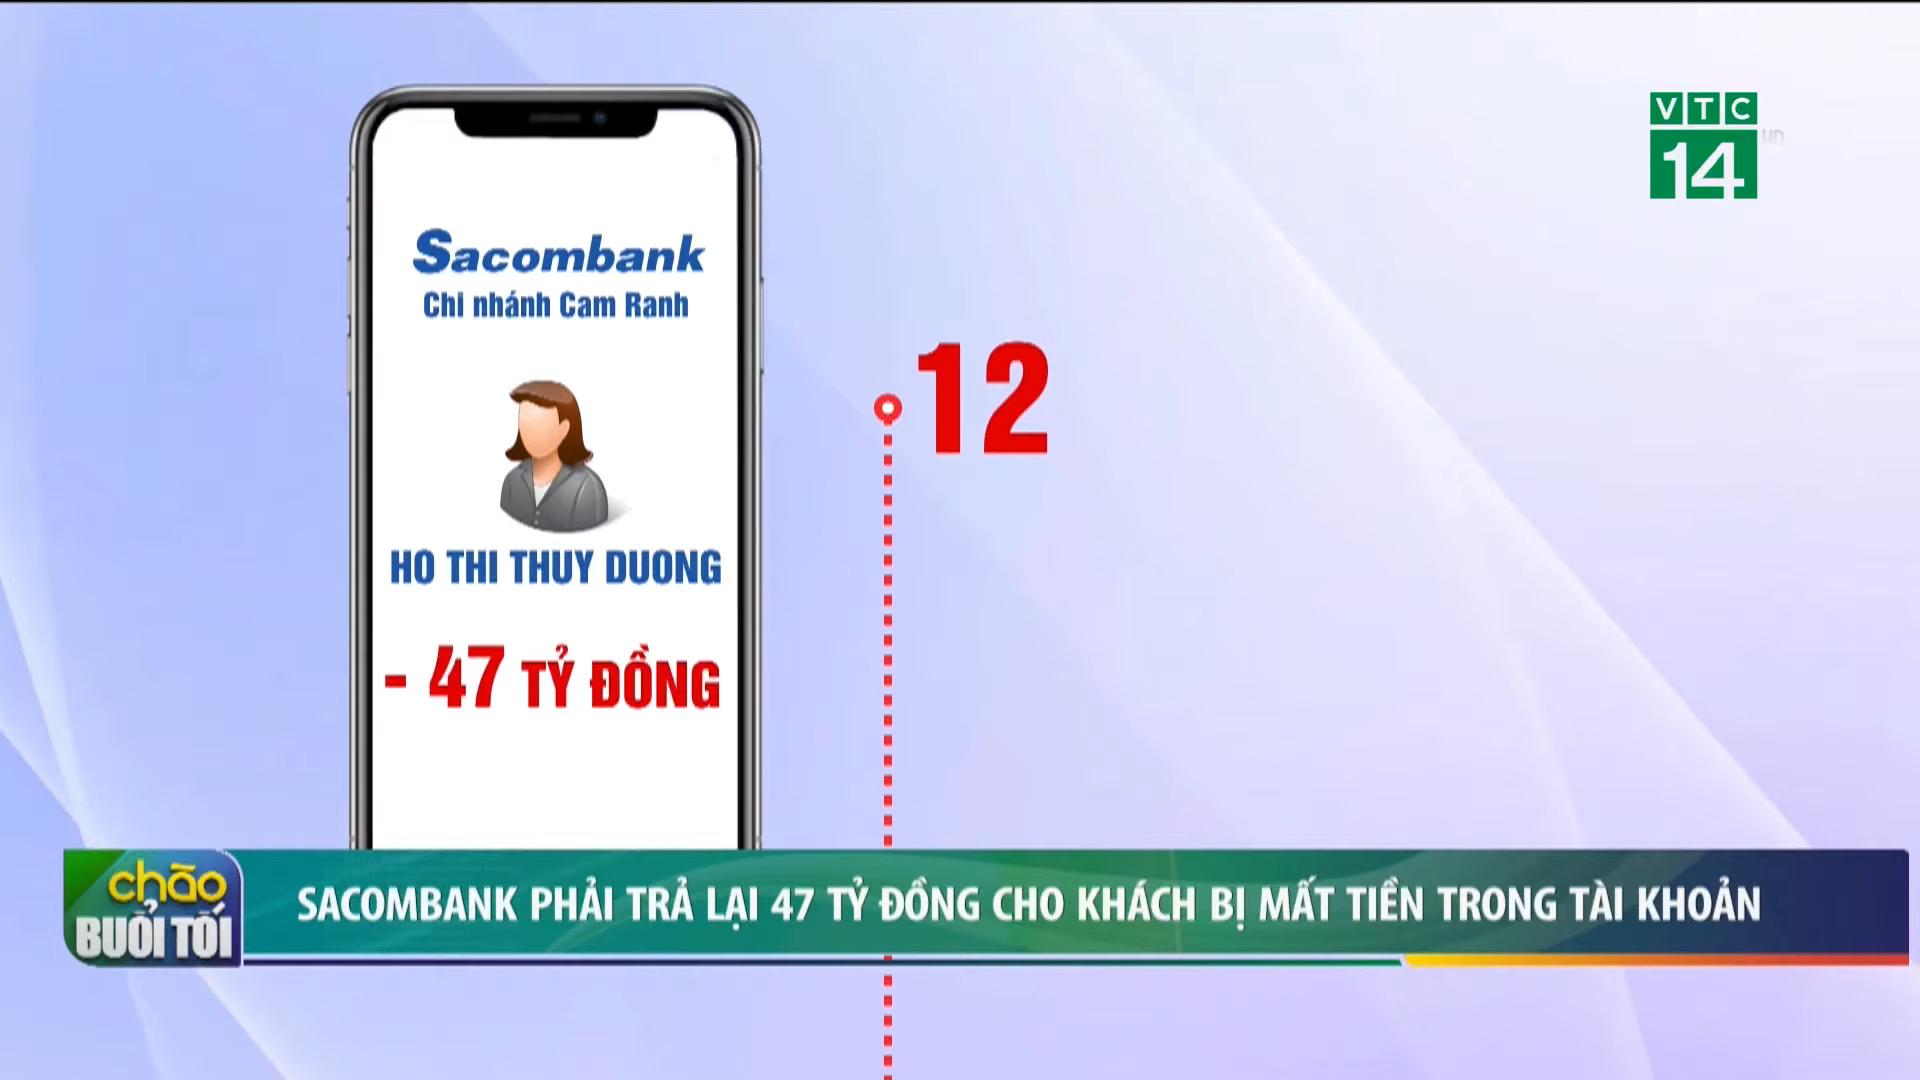 VTC
14
HD
Sacombank
Chi nhánh Cam Ranh
12
HO THI THUY DUONG
- 47 TỶ ĐỒNG
chào
BUỔI TỐI
SACOMBANK PHẢI TRẢ LẠI 47 TỶ ĐỒNG CHO KHÁCH BỊ MẤT TIỀN TRONG TÀI KHOẢN